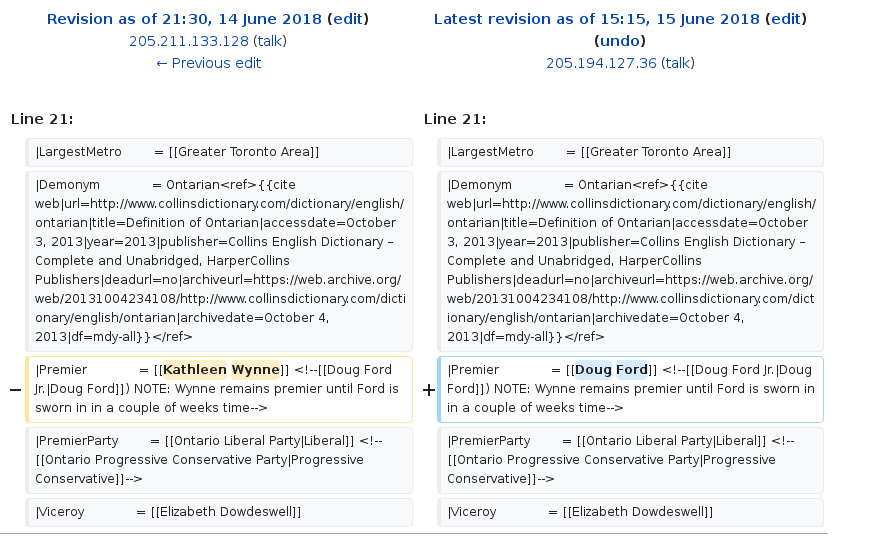 Revision as of 21:30, 14 June 2018 (edit)
205.211.133.128 (talk)
← Previous edit
Latest revision as of 15:15, 15 June 2018 (edit)
(undo)
205.194.127.36 (talk)
Line 21:
Line 21:
|LargestMetro = [[Greater Toronto Area]]
|LargestMetro = [[Greater Toronto Area]]
|Demonym = Ontarian<ref>{{cite
web|url=http://www.collinsdictionary.com/dictionary/english/
ontarian|title=Definition of Ontarian|accessdate=October
3, 2013|year=2013|publisher=Collins English Dictionary –
Complete and Unabridged, HarperCollins
Publishers|deadurl=no|archiveurl=https://web.archive.org/
web/20131004234108/http://www.collinsdictionary.com/dicti
onary/english/ontarian|archivedate=October 4,
2013|df=mdy-all}}</ref>
|Demonym = Ontarian<ref>{{cite
web|url=http://www.collinsdictionary.com/dictionary/english/
ontarian|title=Definition of Ontarian|accessdate=October
3, 2013|year=2013|publisher=Collins English Dictionary –
Complete and Unabridged, HarperCollins
Publishers|deadurl=no|archiveurl=https://web.archive.org/
web/20131004234108/http://www.collinsdictionary.com/dict
ionary/english/ontarian|archivedate=October 4,
2013|df=mdy-all}}</ref>
−
|Premier = [[Kathleen Wynne]] <!--[[Doug Ford
Jr.|Doug Ford]]) NOTE: Wynne remains premier until Ford is
sworn in in a couple of weeks time-->
+
|Premier = [[Doug Ford]] <!--[[Doug Ford Jr.|Doug
Ford]]) NOTE: Wynne remains premier until Ford is sworn in
in a couple of weeks time-->
|PremierParty = [[Ontario Liberal Party|Liberal]] <!--
[[Ontario Progressive Conservative Party|Progressive
Conservative]]-->
|PremierParty = [[Ontario Liberal Party|Liberal]] <!--
[[Ontario Progressive Conservative Party|Progressive
Conservative]]-->
|Viceroy = [[Elizabeth Dowdeswell]]
|Viceroy = [[Elizabeth Dowdeswell]]